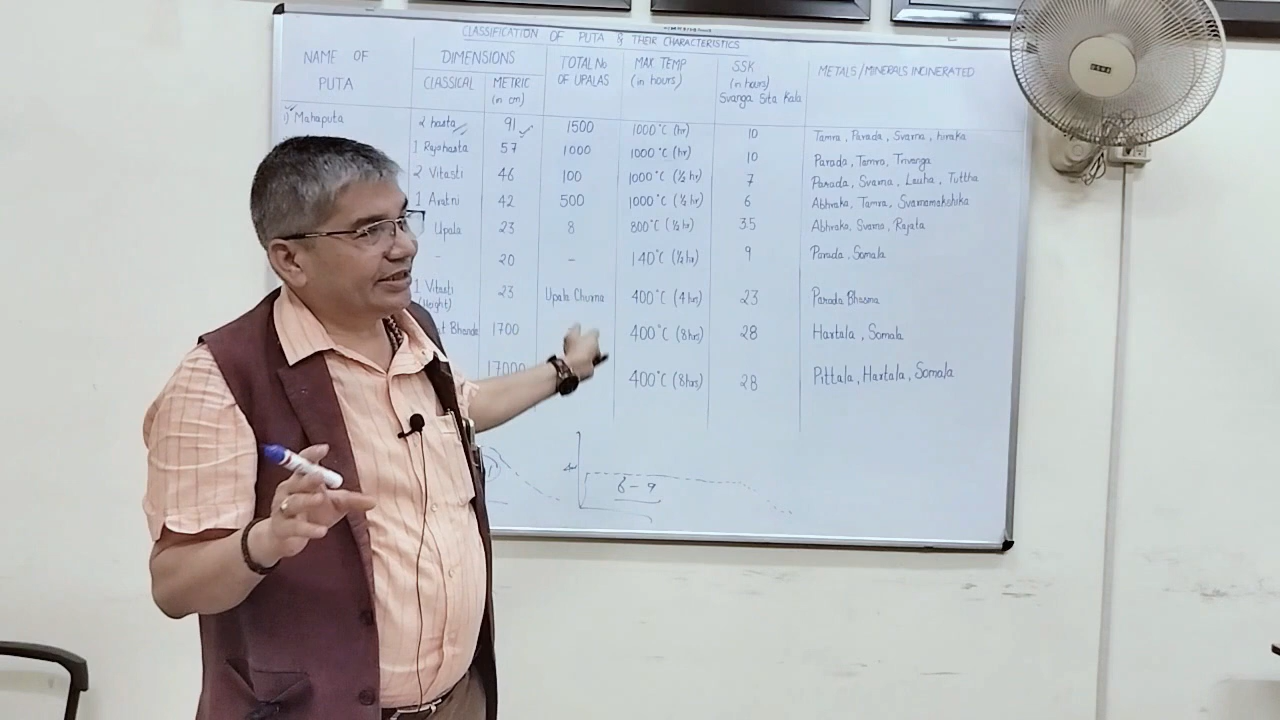 CLASSIFICATION OF PUTA & THEIR CHARACTERISTICS
NAME OF PUTA DIMENSIONS TOTAL No OF UPALAS MAX TEMP (in hours) SSK (in hours) Svanga Sita Kala METALS/MINERALS INCINERATED
CLASSICAL METRIC (in cm)
1) Mahaputa 2 hasta 91 1500 1000°C (hr) 10 Tamra, Parada, Svarna, hiraka
1 Rajahasta 57 1000 1000°C (hr) 10 Parada, Tamra, Trivanga
2 Vitasti 46 100 1000°C (½ hr) 7 Parada, Svarna, Lauha, Tuttha
1 Aratni 42 500 1000°C (½ hr) 6 Abhraka, Tamra, Svarnamakshika
Upala 23 8 800°C (½ hr) 3.5 Abhraka, Svarna, Rajata
- 20 - 140°C (½ hr) 9 Parada, Somala
1 Vitasti (Height) 23 Upala Churna 400°C (4 hrs) 23 Parada Bhasma
Bhanda 1700 400°C (8 hrs) 28 Hartala, Somala
17000 400°C (8 hrs) 28 Pittala, Hartala, Somala
6 - 9